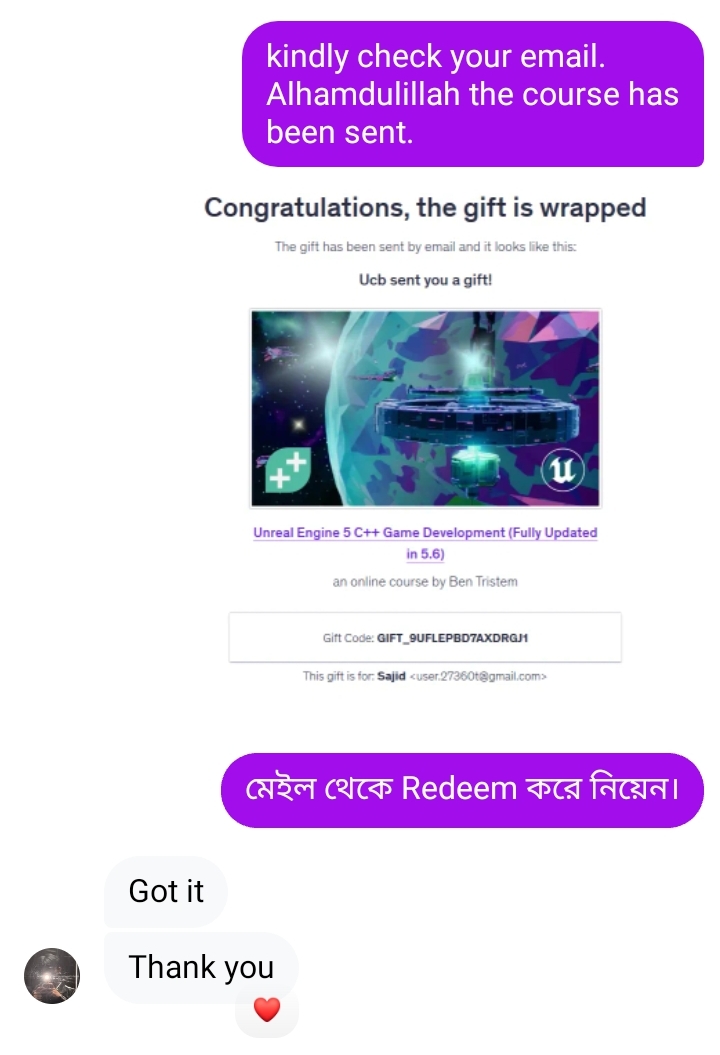 kindly check your email.
Alhamdulillah the course has
been sent.
Congratulations, the gift is wrapped
The gift has been sent by email and it looks like this:
Ucb sent you a gift!
Unreal Engine 5 C++ Game Development (Fully Updated
in 5.6)
an online course by Ben Tristem
Gift Code: GIFT_9UFLEPBD7AXDRGJ1
This gift is for: Sajid <user.27360t@gmail.com>
মেইল থেকে Redeem করে নিয়েন।
Got it
Thank you